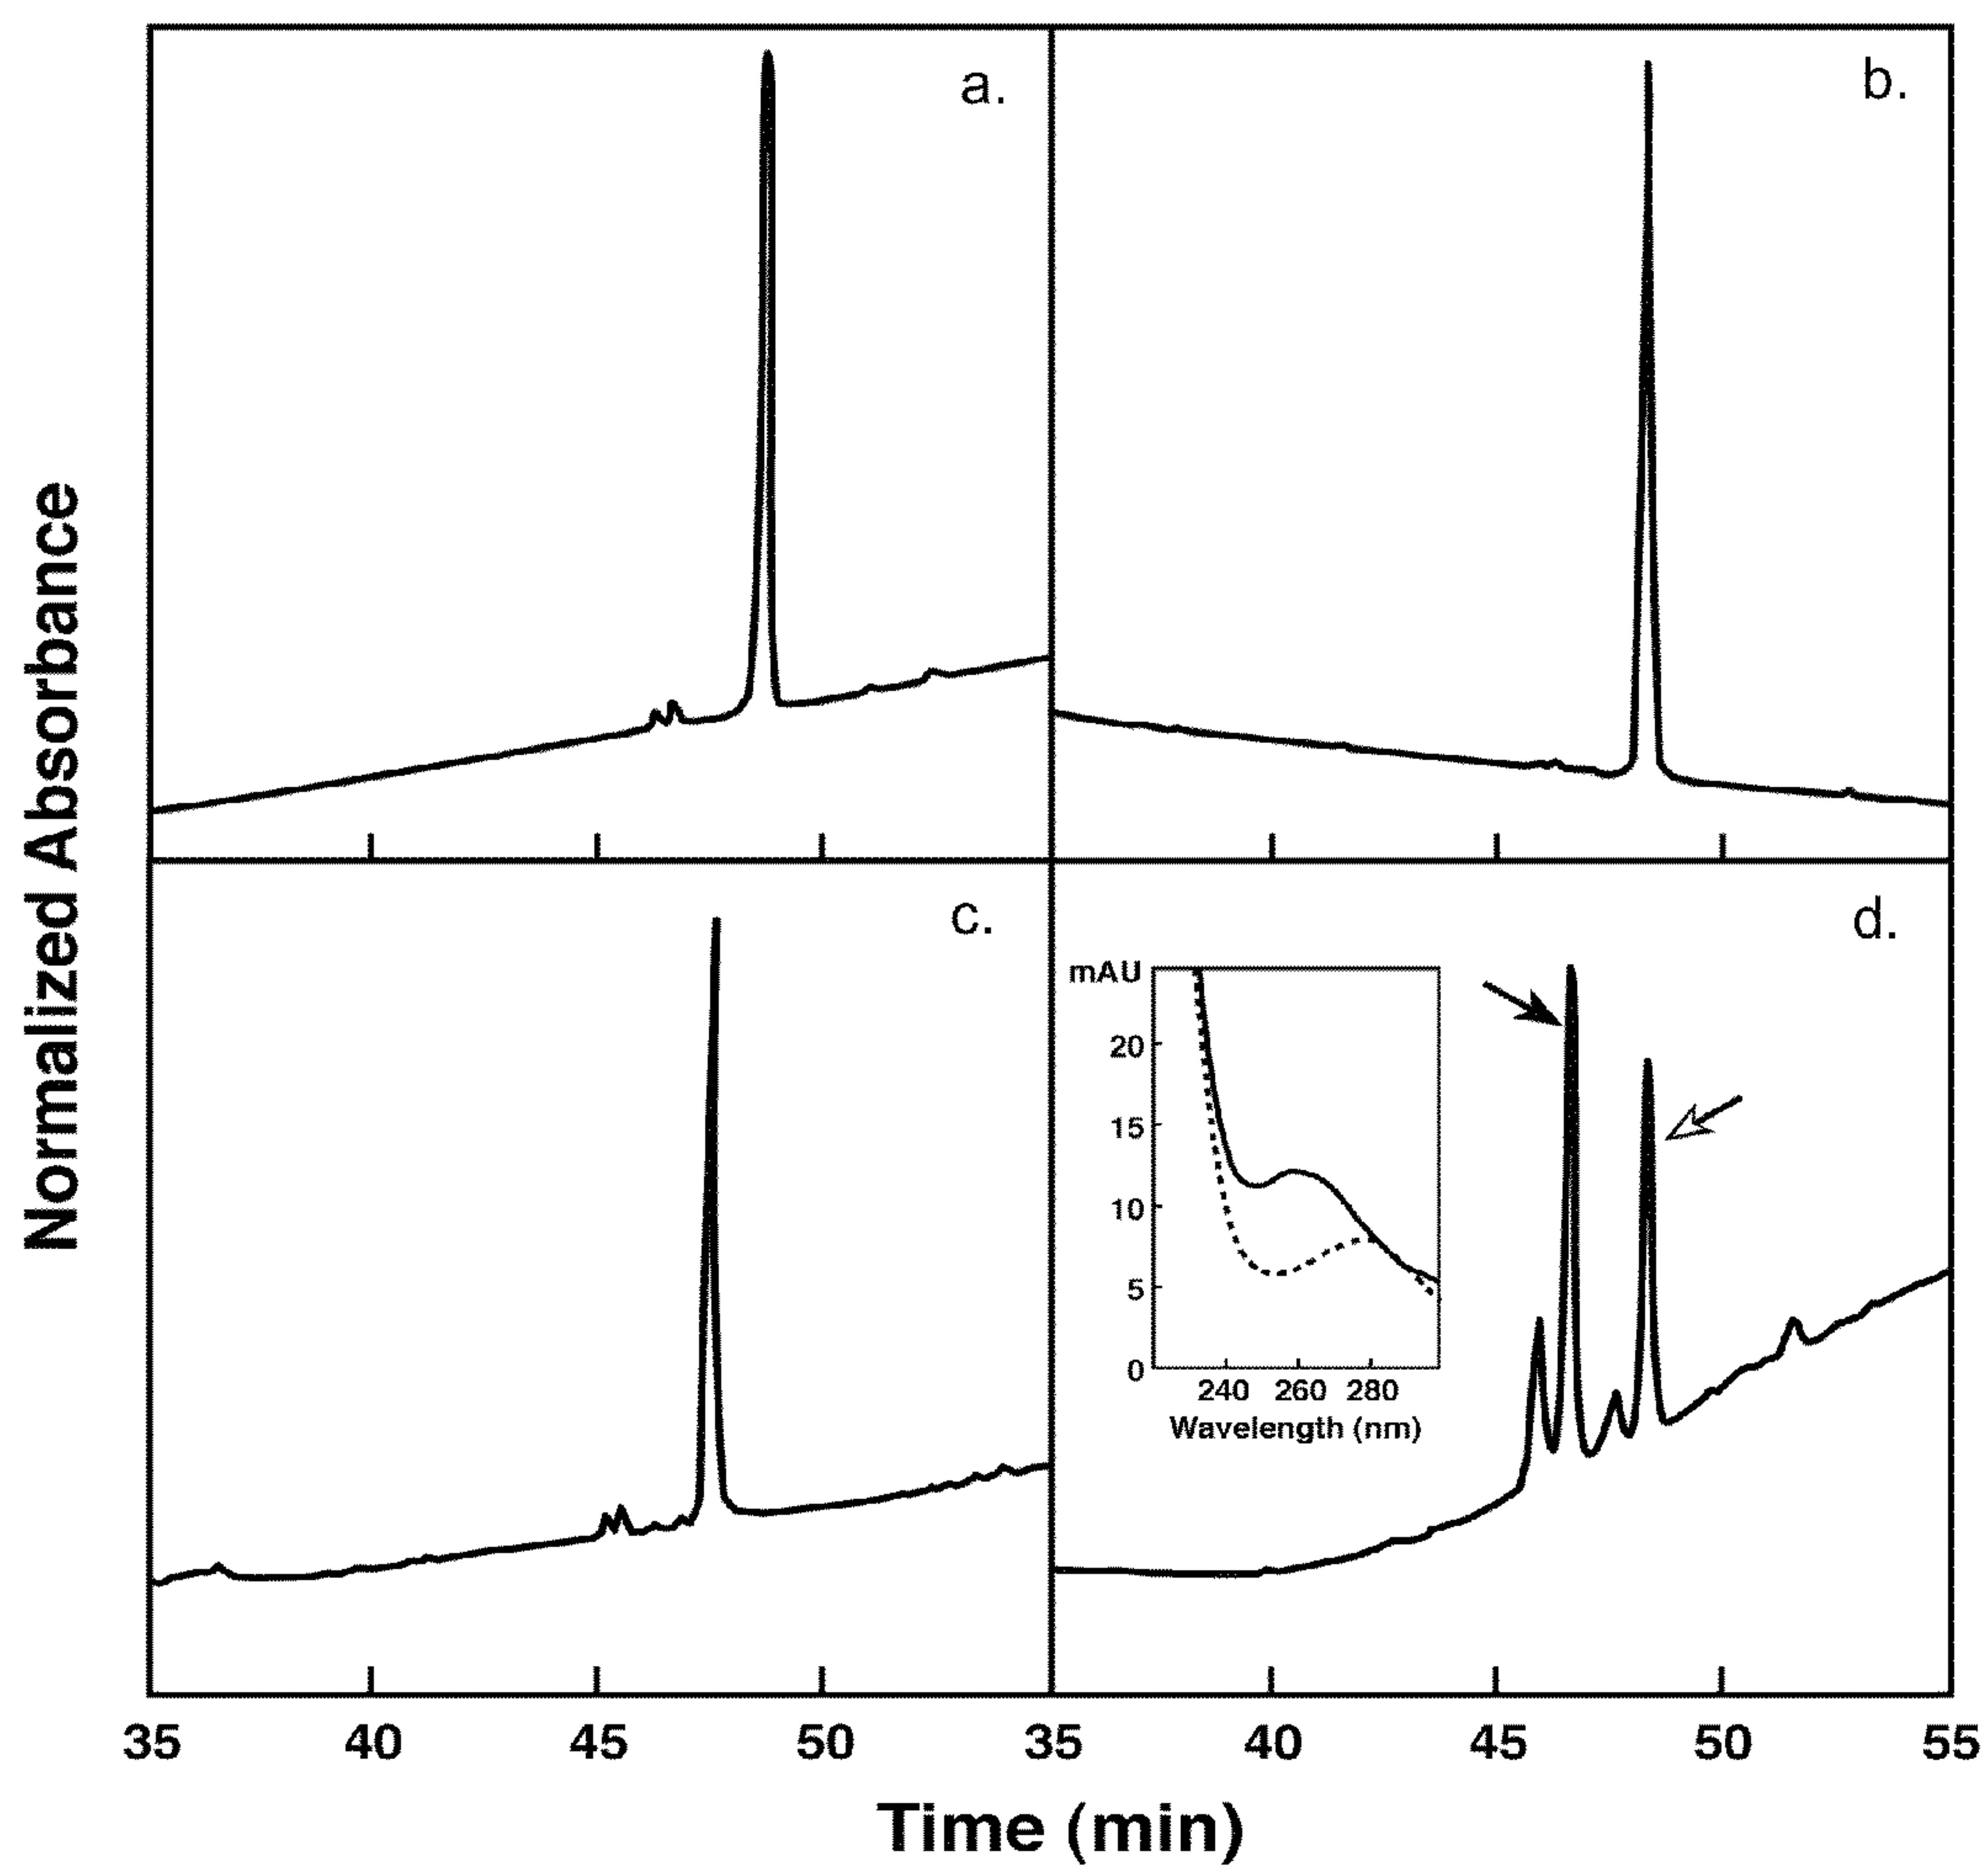 a.
b.
Normalized Absorbance
c.
d.
mAU
20
15
10
5
0
240 260 280
Wavelength (nm)
35 40 45 50 35 40 45 50 55
Time (min)